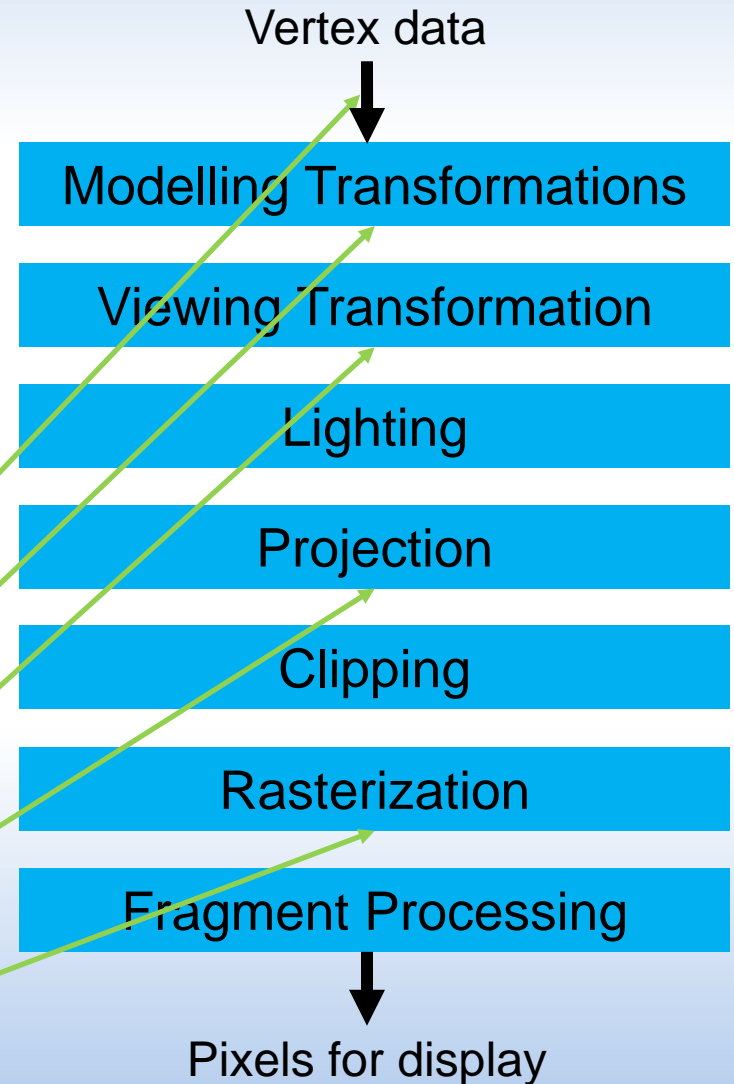 Vertex data
Modelling Transformations
Viewing Transformation
Lighting
Projection
Clipping
Rasterization
Fragment Processing
Pixels for display